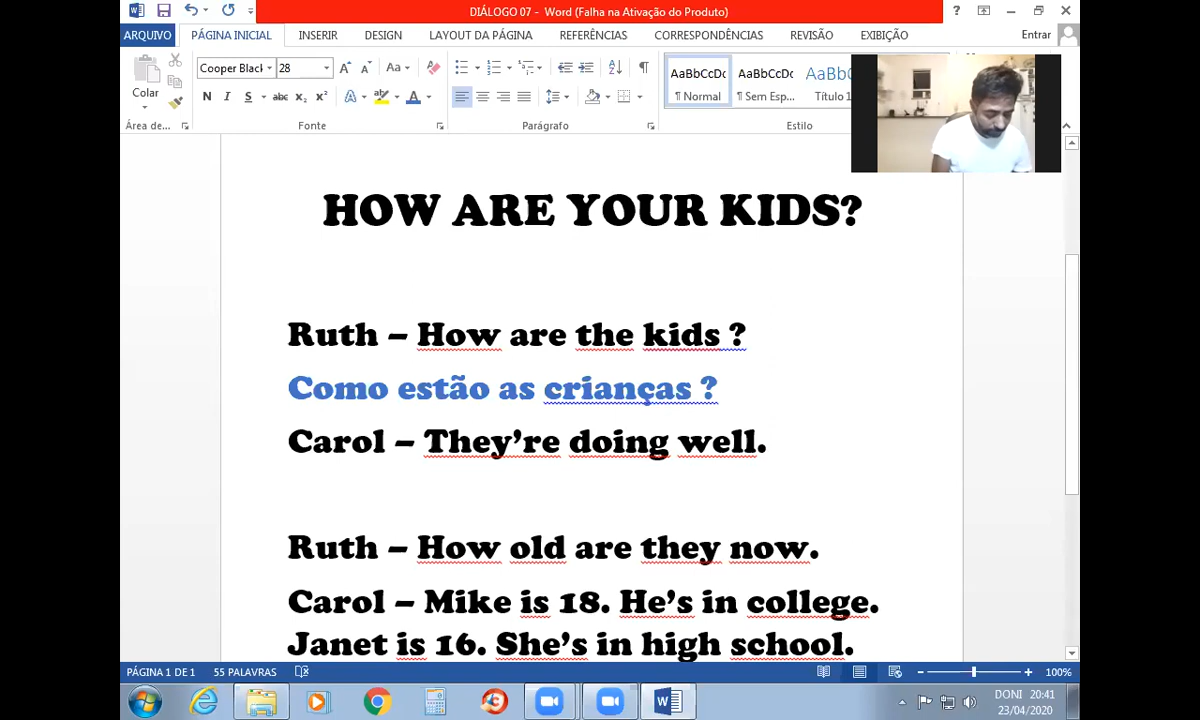 DIÁLOGO 07 - Word (Falha na Ativação do Produto)
ARQUIVO PÁGINA INICIAL INSERIR DESIGN LAYOUT DA PÁGINA REFERÊNCIAS CORRESPONDÊNCIAS REVISÃO EXIBIÇÃO Entrar
Colar
Cooper Black 28
AaBbCcDc AaBbCcDc AaBbC
¶ Normal ¶ Sem Esp... Título 1
Área de... Fonte Parágrafo Estilo
HOW ARE YOUR KIDS?
Ruth – How are the kids ?
Como estão as crianças ?
Carol – They’re doing well.
Ruth – How old are they now.
Carol – Mike is 18. He’s in college.
Janet is 16. She’s in high school.
PÁGINA 1 DE 1 55 PALAVRAS 100%
DONI 20:41
23/04/2020